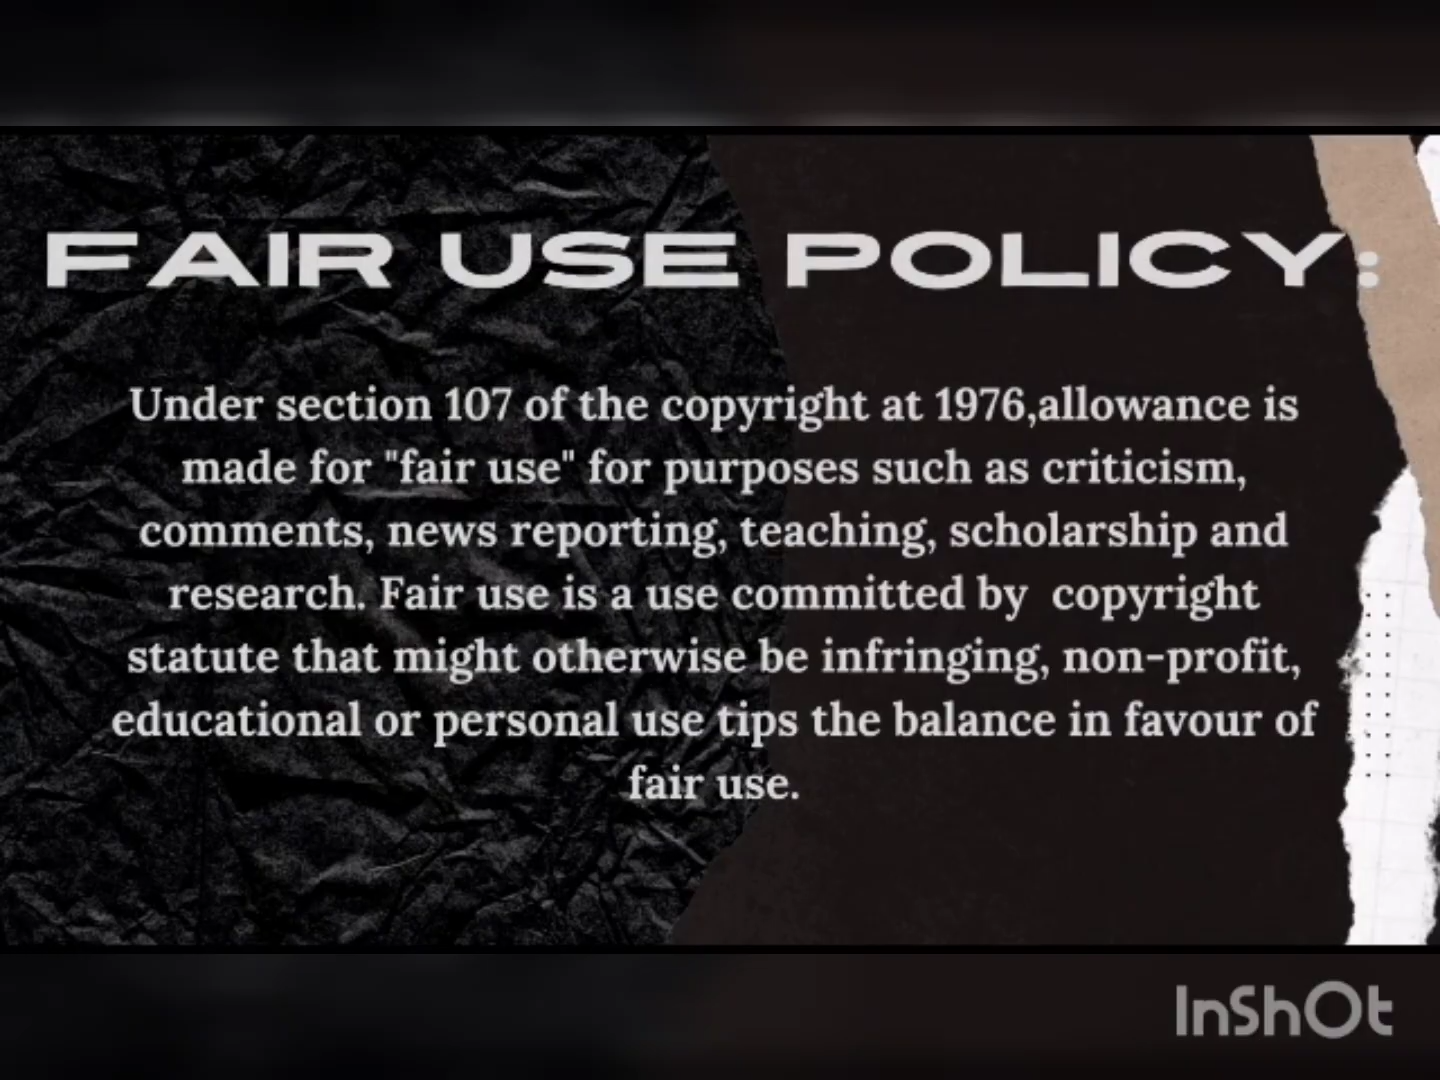 FAIR USE POLICY:
Under section 107 of the copyright at 1976,allowance is
made for "fair use" for purposes such as criticism,
comments, news reporting, teaching, scholarship and
research. Fair use is a use committed by  copyright
statute that might otherwise be infringing, non-profit,
educational or personal use tips the balance in favour of
fair use.
InShOt